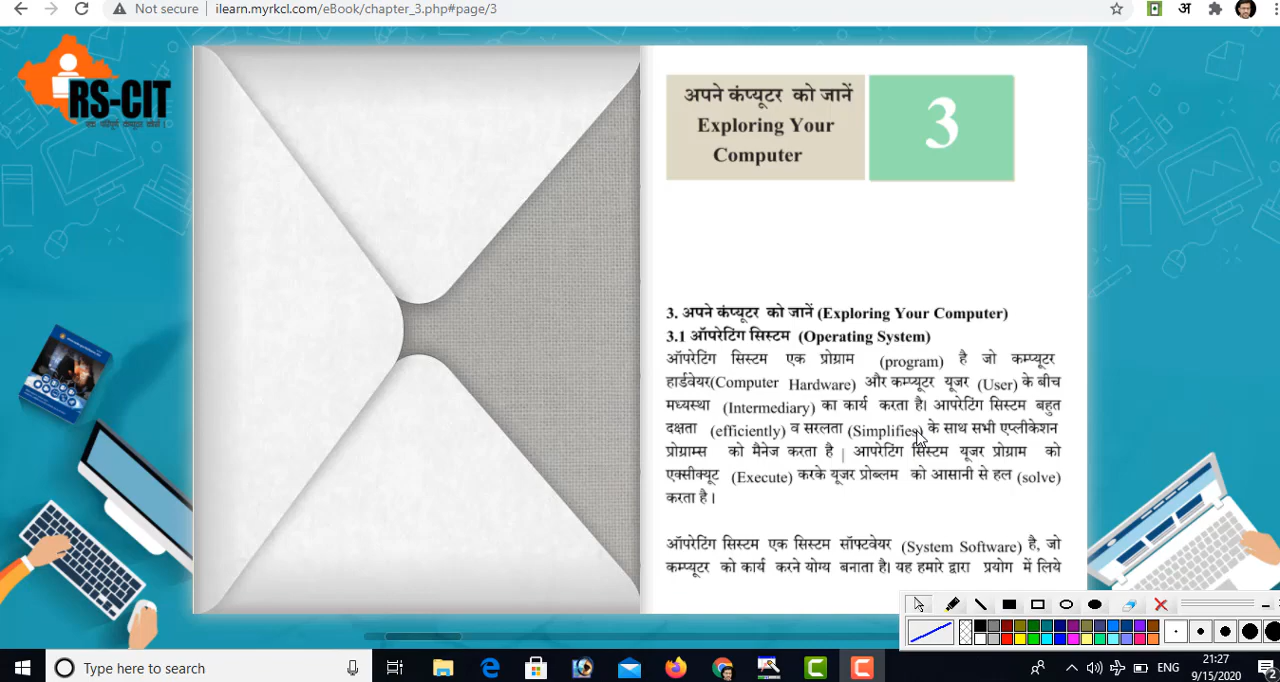 Not secure
ilearn.myrkcl.com/eBook/chapter_3.php#page/3
अ
RS-CIT
एक परिपूर्ण कंप्यूटर कोर्स।
अपने कंप्यूटर को जानें
Exploring Your
Computer
3
3. अपने कंप्यूटर को जानें (Exploring Your Computer)
3.1 ऑपरेटिंग सिस्टम (Operating System)
ऑपरेटिंग सिस्टम एक प्रोग्राम (program) है जो कम्प्यूटर
हार्डवेयर(Computer Hardware) और कम्प्यूटर यूजर (User) के बीच
मध्यस्था (Intermediary) का कार्य करता है। आपरेटिंग सिस्टम बहुत
दक्षता (efficiently) व सरलता (Simplifies) के साथ सभी एप्लीकेशन
प्रोग्राम्स को मैनेज करता है | आपरेटिंग सिस्टम यूजर प्रोग्राम को
एक्सीक्यूट (Execute) करके यूजर प्रोब्लम को आसानी से हल (solve)
करता है।
ऑपरेटिंग सिस्टम एक सिस्टम सॉफ्टवेयर (System Software) है, जो
कम्प्यूटर को कार्य करने योग्य बनाता है। यह हमारे द्वारा प्रयोग में लिये
Type here to search
ENG
21:27
9/15/2020
2